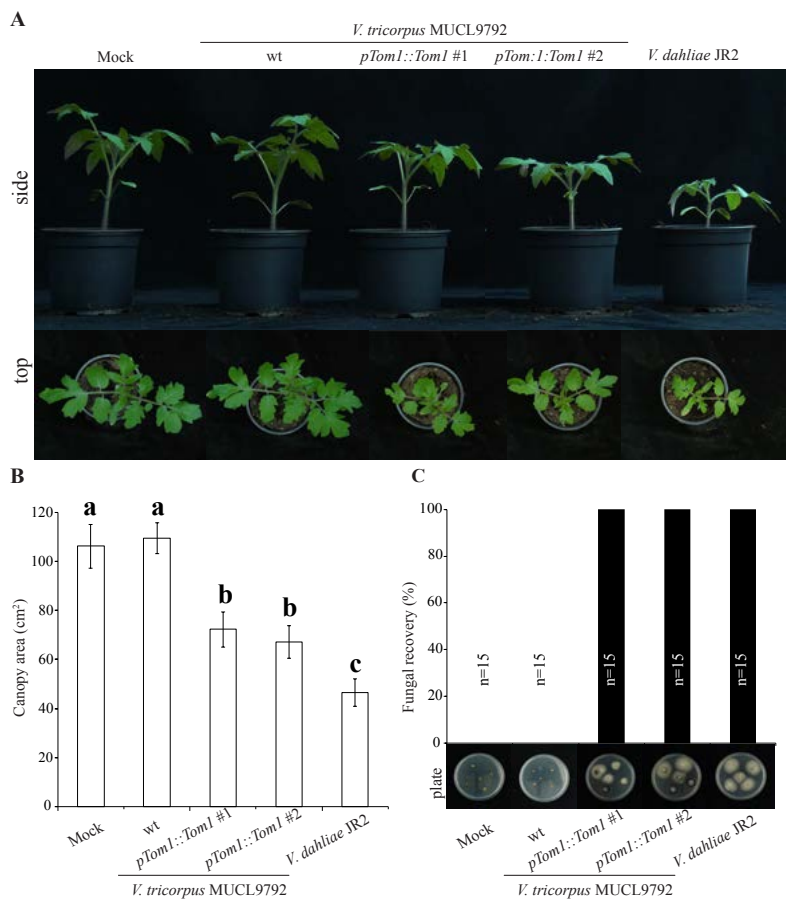 A
V. tricorpus MUCL9792
Mock wt pTom1::Tom1 #1 pTom:1:Tom1 #2 V. dahliae JR2
side
top
B
120
100
80
60
40
20
0
Canopy area (cm²)
a a b b c
Mock wt pTom1::Tom1 #1 pTom1::Tom1 #2 V. dahliae JR2
V. tricorpus MUCL9792
C
100
80
60
40
20
0
Fungal recovery (%)
n=15 n=15 n=15 n=15 n=15
plate
Mock wt pTom1::Tom1 #1 pTom1::Tom1 #2 V. dahliae JR2
V. tricorpus MUCL9792